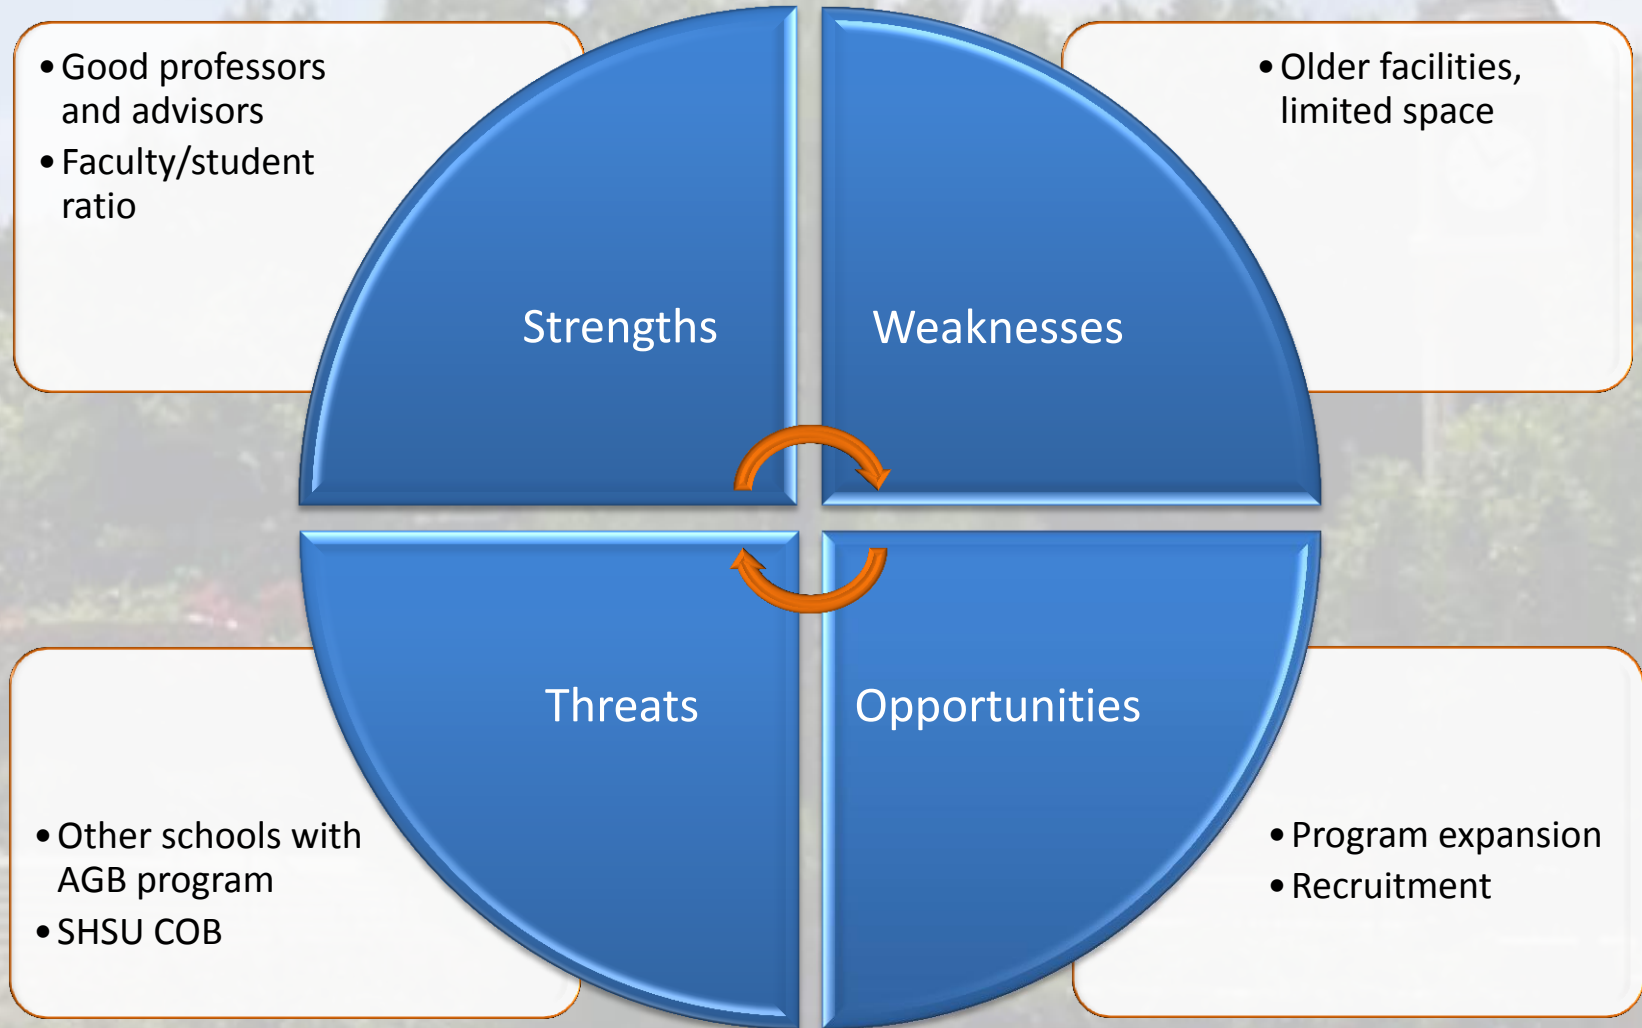 • Good professors
and advisors
• Faculty/student
ratio
Strengths
Weaknesses
• Older facilities,
limited space
Threats
• Other schools with
AGB program
• SHSU COB
Opportunities
• Program expansion
• Recruitment